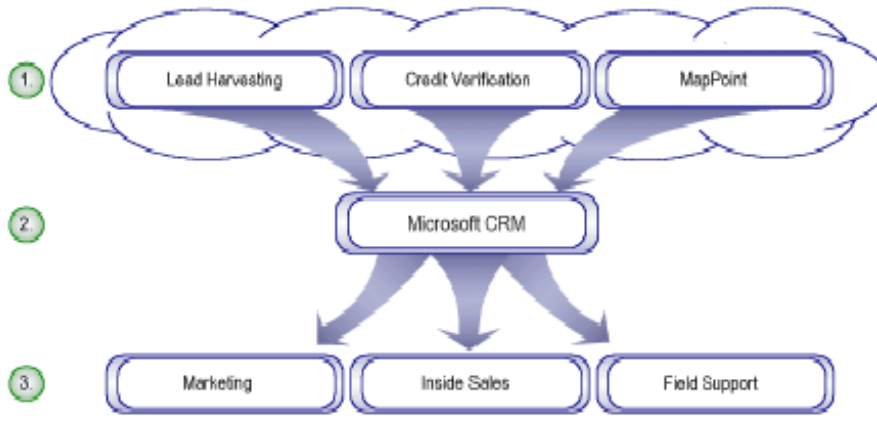 1. Lead Harvesting Credit Verification MapPoint
2. Microsoft CRM
3. Marketing Inside Sales Field Support